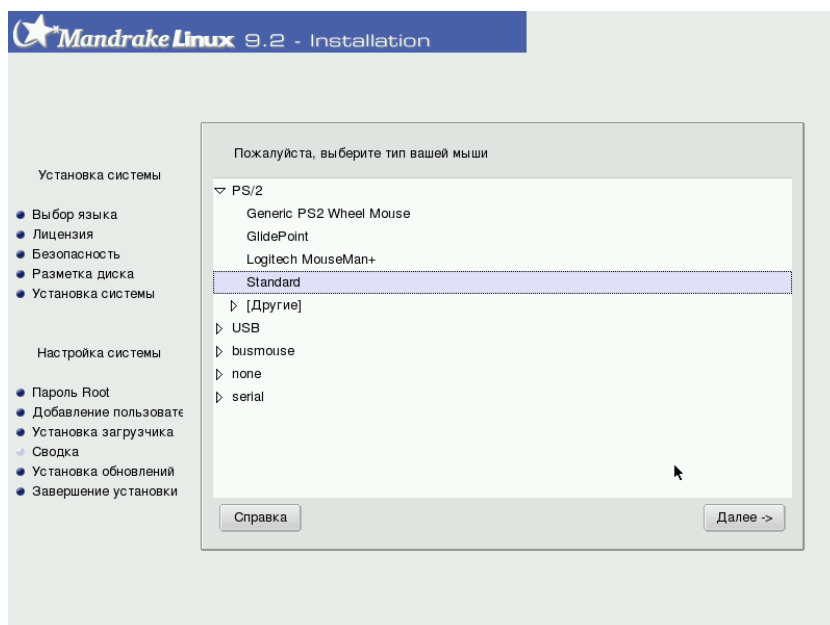 Mandrake Linux 9.2 - Installation
Пожалуйста, выберите тип вашей мыши
Установка системы
Выбор языка
Лицензия
Безопасность
Разметка диска
Установка системы
Настройка системы
Пароль Root
Добавление пользовате
Установка загрузчика
Сводка
Установка обновлений
Завершение установки
PS/2
Generic PS2 Wheel Mouse
GlidePoint
Logitech MouseMan+
Standard
[Другие]
USB
busmouse
none
serial
Справка
Далее ->